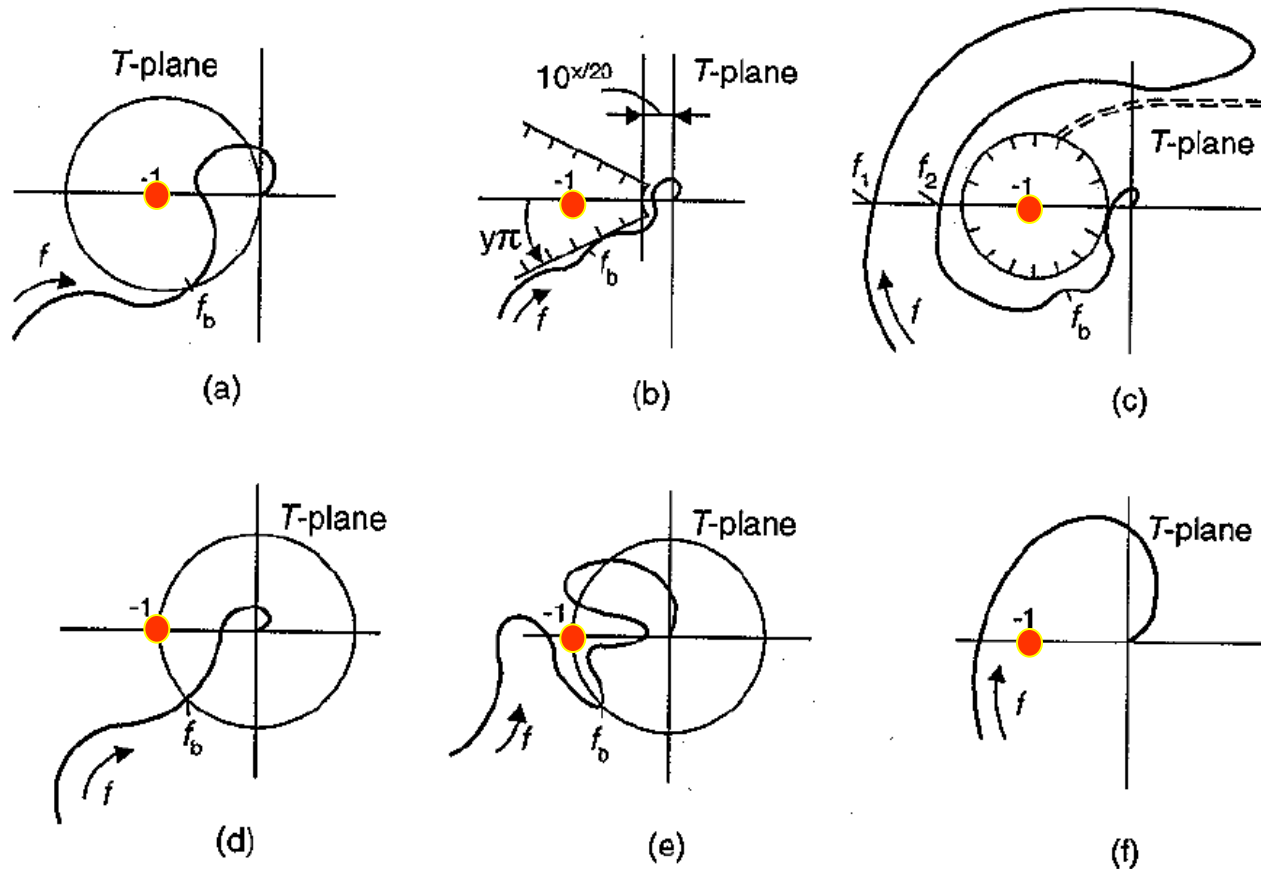 T-plane
-1
f
f_b
(a)
10^x/20
T-plane
-1
yπ
f_b
f
(b)
T-plane
f_1
f_2
-1
f
f_b
(c)
T-plane
-1
f_b
f
(d)
T-plane
-1
f
f_b
(e)
T-plane
-1
f
(f)